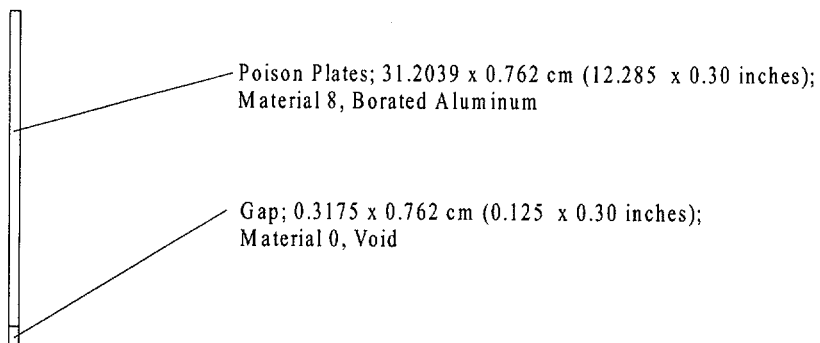 Poison Plates; 31.2039 x 0.762 cm (12.285 x 0.30 inches);
Material 8, Borated Aluminum
Gap; 0.3175 x 0.762 cm (0.125 x 0.30 inches);
Material 0, Void